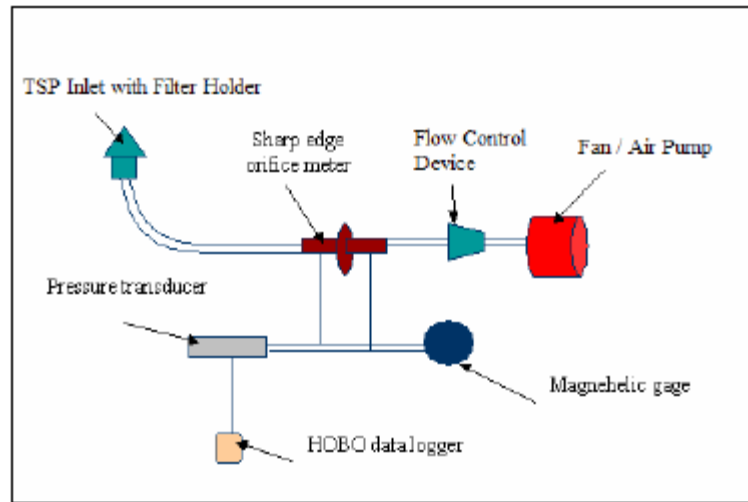 TSP Inlet with Filter Holder
Sharp edge
orifice meter
Flow Control
Device
Fan / Air Pump
Pressure transducer
Magnehelic gage
HOBO data logger